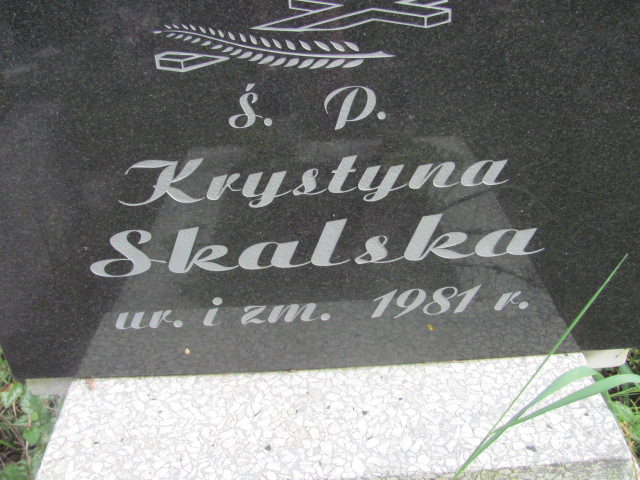 ś. P.
Krystyna
Skalska
ur. i zm. 1981 r.